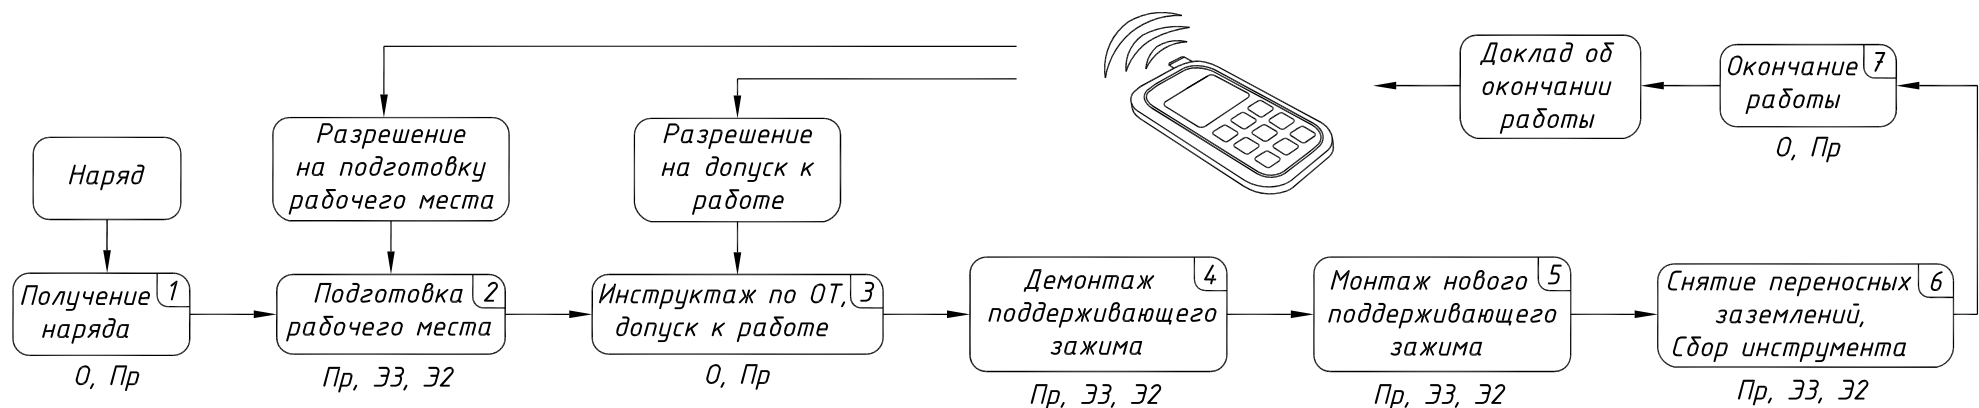 Наряд
Получение
наряда
1
О, Пр
Разрешение
на подготовку
рабочего места
Подготовка
рабочего места
2
Пр, Э3, Э2
Разрешение
на допуск к
работе
Инструктаж по ОТ,
допуск к работе
3
О, Пр
Демонтаж
поддерживающего
зажима
4
Пр, Э3, Э2
Монтаж нового
поддерживающего
зажима
5
Пр, Э3, Э2
Снятие переносных
заземлений,
Сбор инструмента
6
Пр, Э3, Э2
Окончание
работы
7
О, Пр
Доклад об
окончании
работы